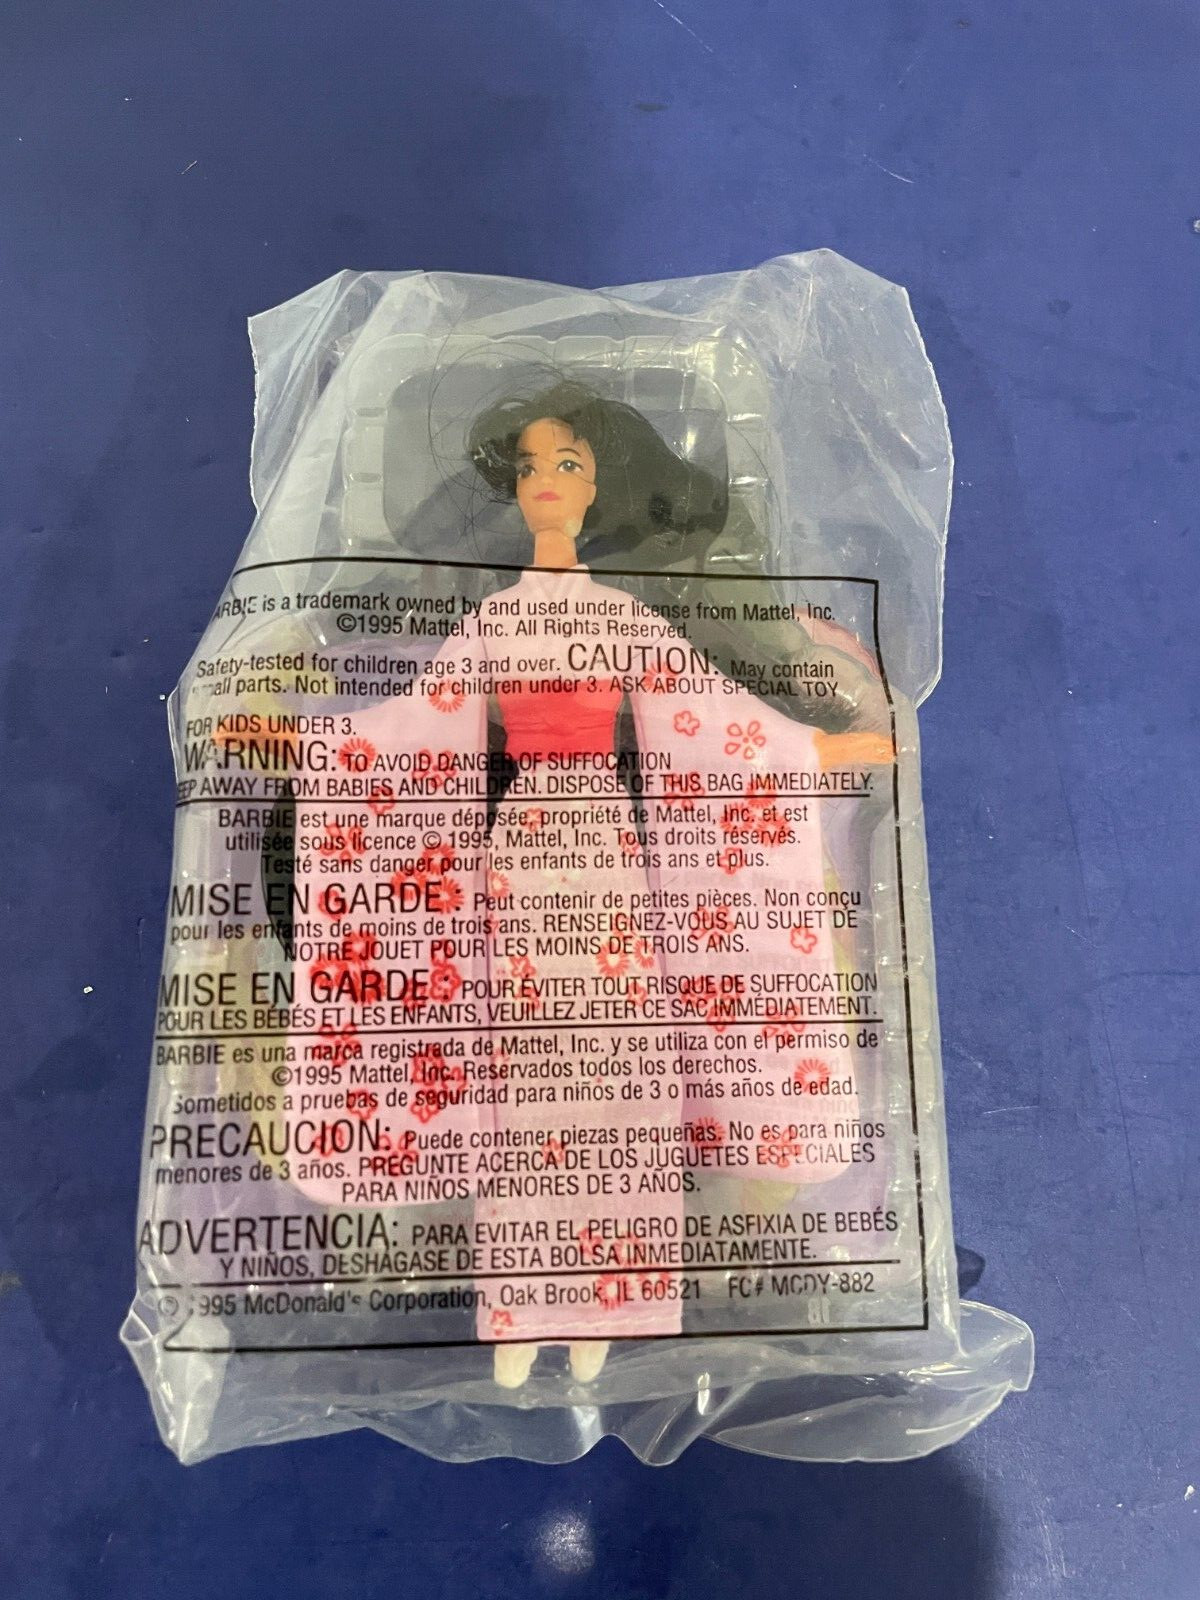 ARBIE is a trademark owned by and used under license from Mattel, Inc.
©1995 Mattel, Inc. All Rights Reserved.
Safety-tested for children age 3 and over. CAUTION: May contain
all parts. Not intended for children under 3. ASK ABOUT SPECIAL TOY
FOR KIDS UNDER 3.
WARNING: TO AVOID DANGER OF SUFFOCATION
EEP AWAY FROM BABIES AND CHILDREN. DISPOSE OF THIS BAG IMMEDIATELY.
BARBIE est une marque déposée, propriété de Mattel, Inc. et est
utilisée sous licence © 1995, Mattel, Inc. Tous droits réservés.
Testé sans danger pour les enfants de trois ans et plus.
MISE EN GARDE : Peut contenir de petites pièces. Non conçu
pour les enfants de moins de trois ans. RENSEIGNEZ-VOUS AU SUJET DE
NOTRE JOUET POUR LES MOINS DE TROIS ANS.
MISE EN GARDE : POUR ÉVITER TOUT RISQUE DE SUFFOCATION
POUR LES BÉBÉS ET LES ENFANTS, VEUILLEZ JETER CE SAC IMMÉDIATEMENT.
BARBIE es una marca registrada de Mattel, Inc. y se utiliza con el permiso de
©1995 Mattel, Inc. Reservados todos los derechos.
Sometidos a pruebas de seguridad para niños de 3 o más años de edad.
PRECAUCION: Puede contener piezas pequeñas. No es para niños
menores de 3 años. PREGUNTE ACERCA DE LOS JUGUETES ESPECIALES
PARA NIÑOS MENORES DE 3 AÑOS.
ADVERTENCIA: PARA EVITAR EL PELIGRO DE ASFIXIA DE BEBÉS
Y NIÑOS, DESHÁGASE DE ESTA BOLSA INMEDIATAMENTE.
© 1995 McDonald's Corporation, Oak Brook, IL 60521 FC# MCDY-882